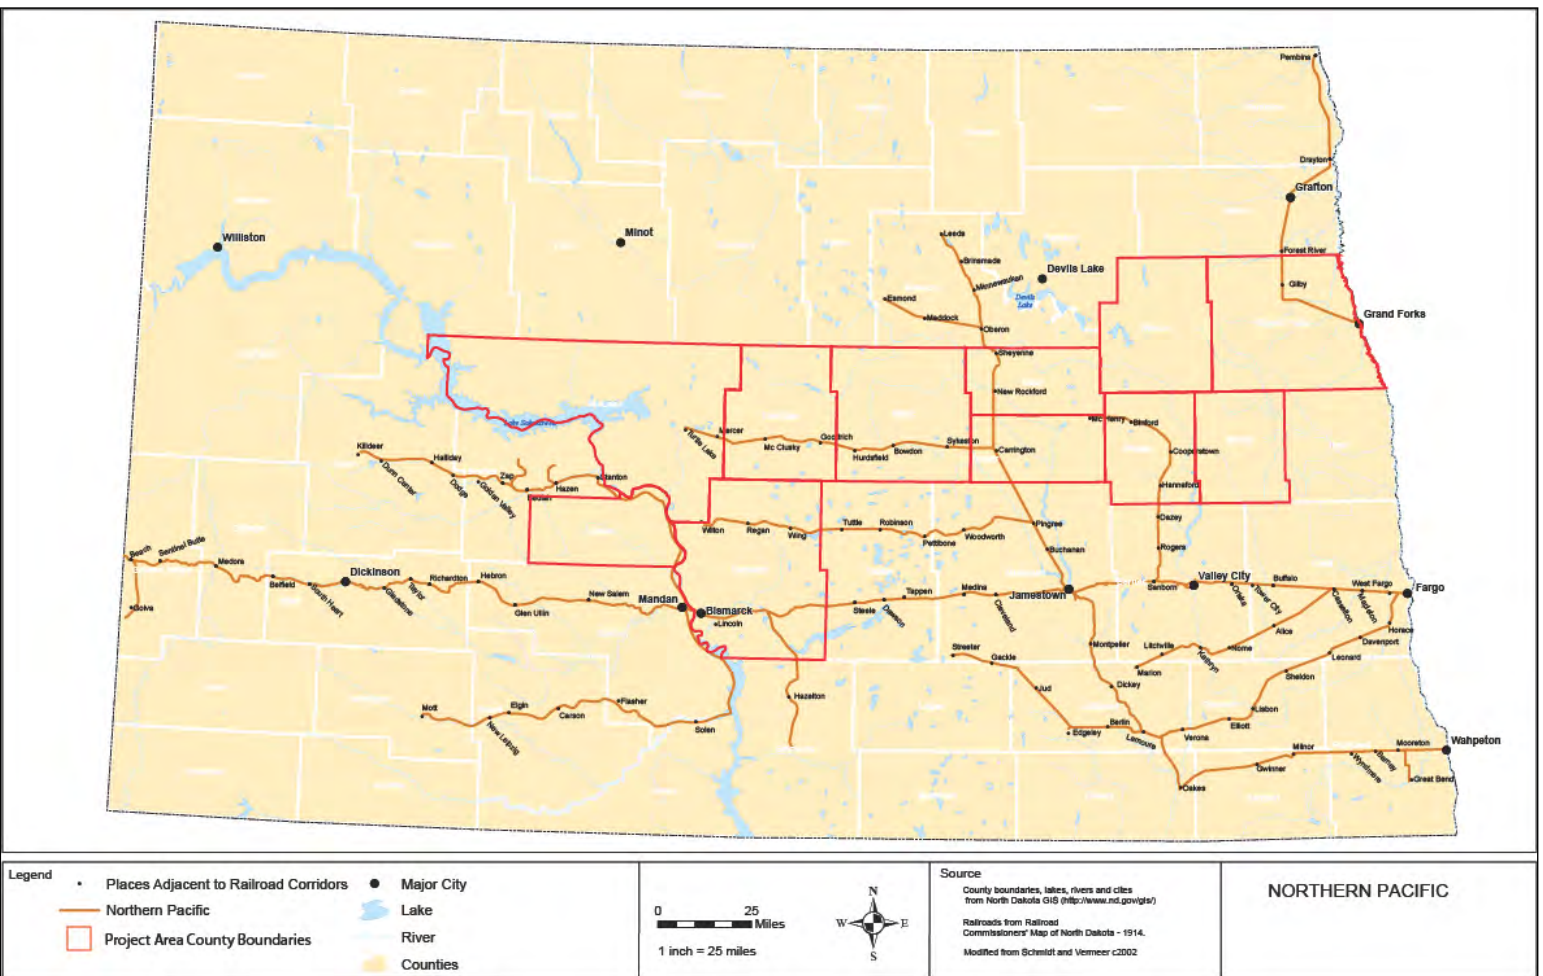 Pembina
Drayton
Grafton
Forest River
Gilby
Grand Forks
Williston
Minot
Leeds
Brinsmade
Minnewaukan
Devils Lake
Devils
Lake
Esmond
Maddock
Oberon
Sheyenne
New Rockford
Mc Henry
Binford
Cooperstown
Hannaford
Dazey
Rogers
Turtle Lake
Mercer
Mc Clusky
Goodrich
Hurdsfield
Bowdon
Sykeston
Carrington
Killdeer
Dunn Center
Halliday
Dodge
Golden Valley
Zap
Beulah
Hazen
Stanton
Wilton
Regan
Wing
Tuttle
Robinson
Pettibone
Woodworth
Pingree
Buchanan
Beach
Sentinel Butte
Medora
Golva
Belfield
South Heart
Dickinson
Gladstone
Taylor
Richardton
Hebron
Glen Ullin
New Salem
Mandan
Bismarck
Lincoln
Steele
Dawson
Tappen
Medina
Cleveland
Jamestown
Sanborn
Valley City
Oriska
Tower City
Buffalo
Casselton
Mapleton
West Fargo
Fargo
Horace
Davenport
Leonard
Sheldon
Lisbon
Elliott
Verona
Lamoure
Alice
Nome
Kathryn
Litchville
Marion
Montpelier
Dickey
Berlin
Edgeley
Jud
Gackle
Streeter
Hazelton
Mott
New Leipzig
Elgin
Carson
Flasher
Solen
Oakes
Gwinner
Milnor
Wyndmere
Barney
Mooreton
Wahpeton
Great Bend
Legend
Places Adjacent to Railroad Corridors
Northern Pacific
Project Area County Boundaries
Major City
Lake
River
Counties
0 25
Miles
1 inch = 25 miles
N
W E
S
Source
County boundaries, lakes, rivers and cites
from North Dakota GIS (http://www.nd.gov/gis/)
Railroads from Railroad
Commissioners' Map of North Dakota - 1914.
Modified from Schmidt and Vermeer c2002
NORTHERN PACIFIC